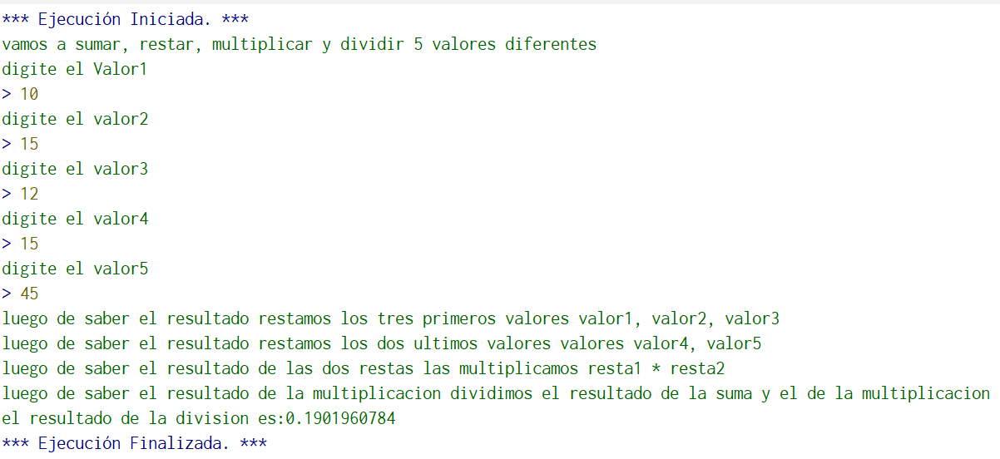 *** Ejecución Iniciada. ***
vamos a sumar, restar, multiplicar y dividir 5 valores diferentes
digite el Valor1
> 10
digite el valor2
> 15
digite el valor3
> 12
digite el valor4
> 15
digite el valor5
> 45
luego de saber el resultado restamos los tres primeros valores valor1, valor2, valor3
luego de saber el resultado restamos los dos ultimos valores valores valor4, valor5
luego de saber el resultado de las dos restas las multiplicamos resta1 * resta2
luego de saber el resultado de la multiplicacion dividimos el resultado de la suma y el de la multiplicacion
el resultado de la division es:0.1901960784
*** Ejecución Finalizada. ***